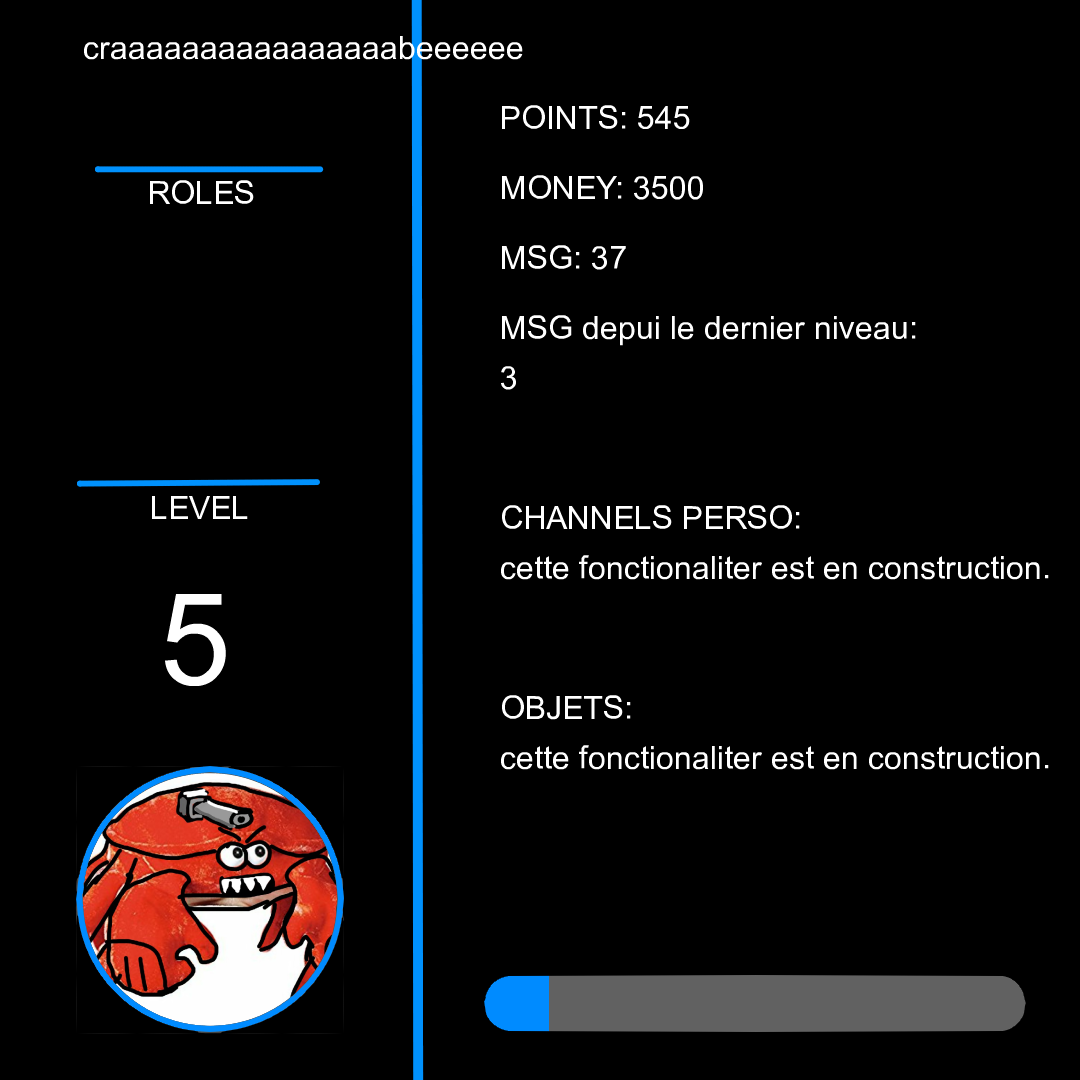 craaaaaaaaaaaaaaaabeeeeee
ROLES
LEVEL
5
POINTS: 545
MONEY: 3500
MSG: 37
MSG depui le dernier niveau:
3
CHANNELS PERSO:
cette fonctionaliter est en construction.
OBJETS:
cette fonctionaliter est en construction.